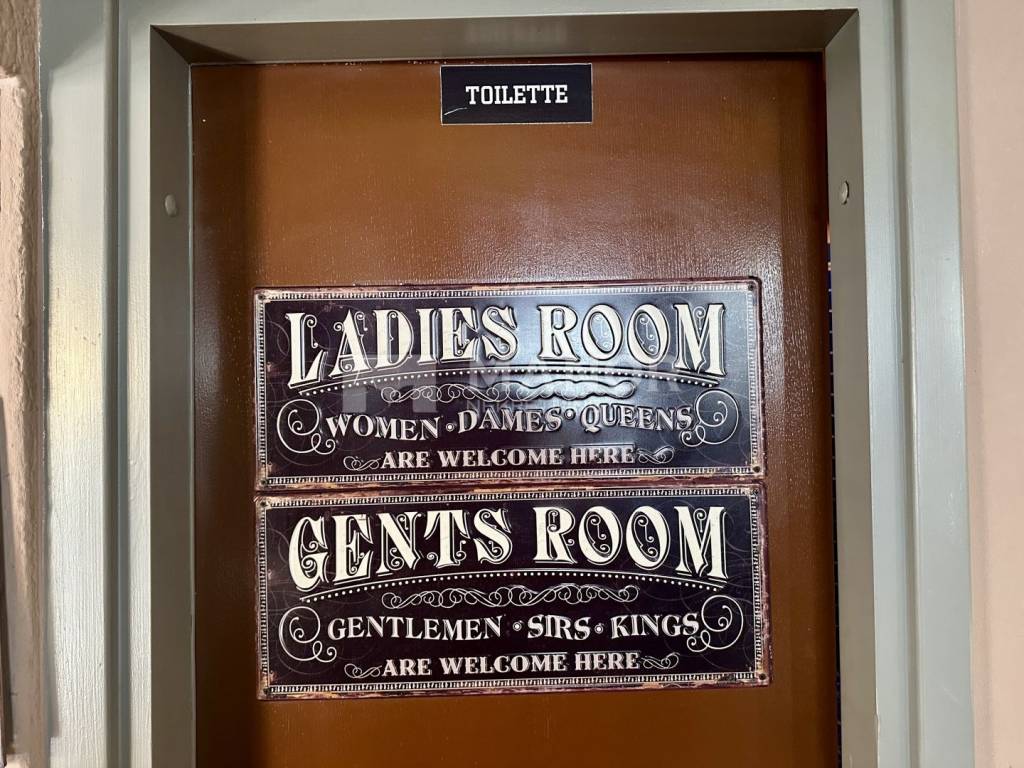 TOILETTE
LADIES ROOM
WOMEN • DAMES • QUEENS
ARE WELCOME HERE
GENTS ROOM
GENTLEMEN • SIRS • KINGS
ARE WELCOME HERE